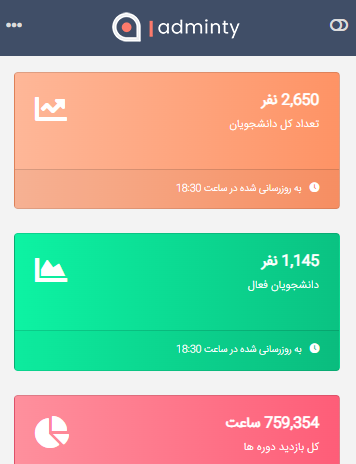 adminty
2,650 نفر
تعداد کل دانشجویان
به روزرسانی شده در ساعت 18:30
1,145 نفر
دانشجویان فعال
به روزرسانی شده در ساعت 18:30
759,354 ساعت
کل بازدید دوره ها